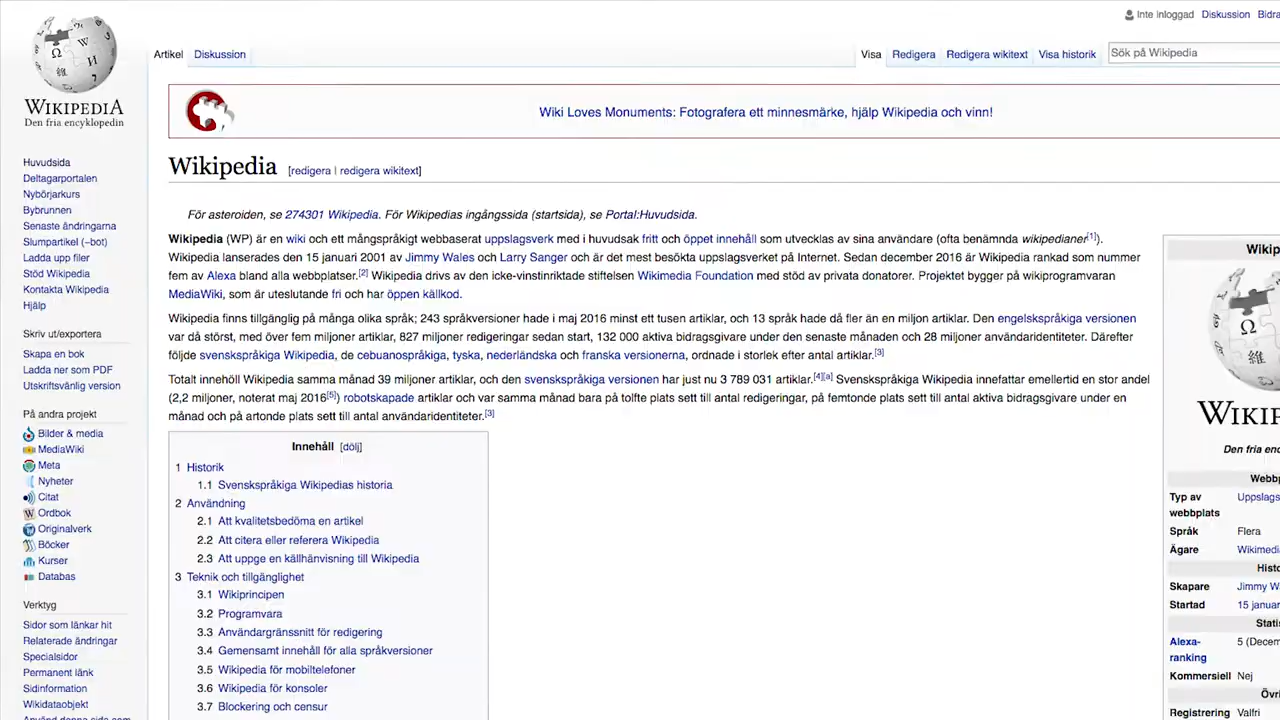 Inte inloggad Diskussion Bidra
WIKIPEDIA
Den fria encyklopedin
Artikel Diskussion Visa Redigera Redigera wikitext Visa historik Sök på Wikipedia
Huvudsida
Deltagarportalen
Nybörjarkurs
Bybrunnen
Senaste ändringarna
Slumpartikel (−bot)
Ladda upp filer
Stöd Wikipedia
Kontakta Wikipedia
Hjälp
Skriv ut/exportera
Skapa en bok
Ladda ner som PDF
Utskriftsvänlig version
På andra projekt
Bilder & media
MediaWiki
Meta
Nyheter
Citat
Ordbok
Originalverk
Böcker
Kurser
Databas
Verktyg
Sidor som länkar hit
Relaterade ändringar
Specialsidor
Permanent länk
Sidinformation
Wikidataobjekt
Använd denna sida som
Wiki Loves Monuments: Fotografera ett minnesmärke, hjälp Wikipedia och vinn!
Wikipedia [redigera | redigera wikitext]
För asteroiden, se 274301 Wikipedia. För Wikipedias ingångssida (startsida), se Portal:Huvudsida.
Wikipedia (WP) är en wiki och ett mångspråkigt webbaserat uppslagsverk med i huvudsak fritt och öppet innehåll som utvecklas av sina användare (ofta benämnda wikipedianer[1]).
Wikipedia lanserades den 15 januari 2001 av Jimmy Wales och Larry Sanger och är det mest besökta uppslagsverket på Internet. Sedan december 2016 är Wikipedia rankad som nummer
fem av Alexa bland alla webbplatser.[2] Wikipedia drivs av den icke-vinstinriktade stiftelsen Wikimedia Foundation med stöd av privata donatorer. Projektet bygger på wikiprogramvaran
MediaWiki, som är uteslutande fri och har öppen källkod.
Wikipedia finns tillgänglig på många olika språk; 243 språkversioner hade i maj 2016 minst ett tusen artiklar, och 13 språk hade då fler än en miljon artiklar. Den engelskspråkiga versionen
var då störst, med över fem miljoner artiklar, 827 miljoner redigeringar sedan start, 132 000 aktiva bidragsgivare under den senaste månaden och 28 miljoner användaridentiteter. Därefter
följde svenskspråkiga Wikipedia, de cebuanospråkiga, tyska, nederländska och franska versionerna, ordnade i storlek efter antal artiklar.[3]
Totalt innehöll Wikipedia samma månad 39 miljoner artiklar, och den svenskspråkiga versionen har just nu 3 789 031 artiklar.[4][a] Svenskspråkiga Wikipedia innefattar emellertid en stor andel
(2,2 miljoner, noterat maj 2016[5]) robotskapade artiklar och var samma månad bara på tolfte plats sett till antal redigeringar, på femtonde plats sett till antal aktiva bidragsgivare under en
månad och på artonde plats sett till antal användaridentiteter.[3]
Innehåll [dölj]
1 Historik
1.1 Svenskspråkiga Wikipedias historia
2 Användning
2.1 Att kvalitetsbedöma en artikel
2.2 Att citera eller referera Wikipedia
2.3 Att uppge en källhänvisning till Wikipedia
3 Teknik och tillgänglighet
3.1 Wikiprincipen
3.2 Programvara
3.3 Användargränssnitt för redigering
3.4 Gemensamt innehåll för alla språkversioner
3.5 Wikipedia för mobiltelefoner
3.6 Wikipedia för konsoler
3.7 Blockering och censur
Wikip
WIKIP
Den fria enc
Webbp
Typ av webbplats Uppslags
Språk Flera
Ägare Wikimedi
Histo
Skapare Jimmy W
Startad 15 januar
Statis
Alexa-
ranking 5 (Decem
Kommersiell Nej
Övri
Registrering Valfri